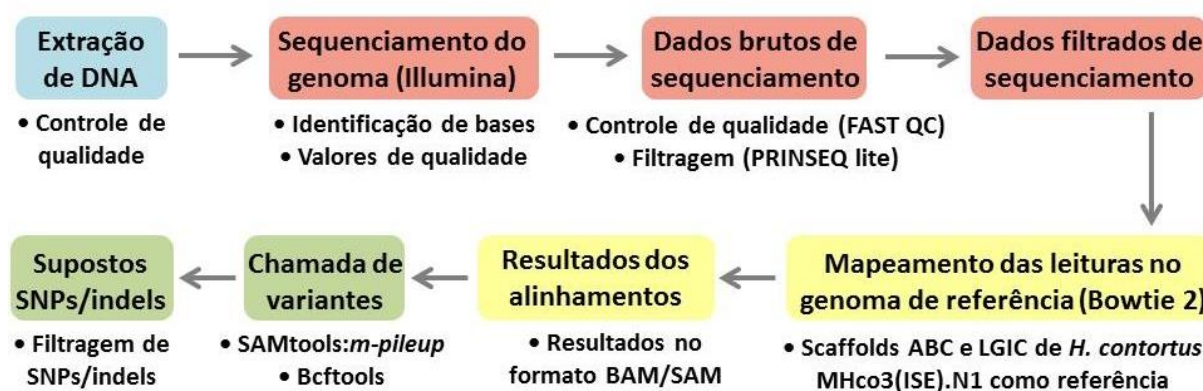 Extração
de DNA
• Controle de
qualidade
Sequenciamento do
genoma (Illumina)
• Identificação de bases
• Valores de qualidade
Dados brutos de
sequenciamento
• Controle de qualidade (FAST QC)
• Filtragem (PRINSEQ lite)
Dados filtrados de
sequenciamento
Mapeamento das leituras no
genoma de referência (Bowtie 2)
• Scaffolds ABC e LGIC de H. contortus
MHco3(ISE).N1 como referência
Resultados dos
alinhamentos
• Resultados no
formato BAM/SAM
Chamada de
variantes
• SAMtools:m-pileup
• Bcftools
Supostos
SNPs/indels
• Filtragem de
SNPs/indels